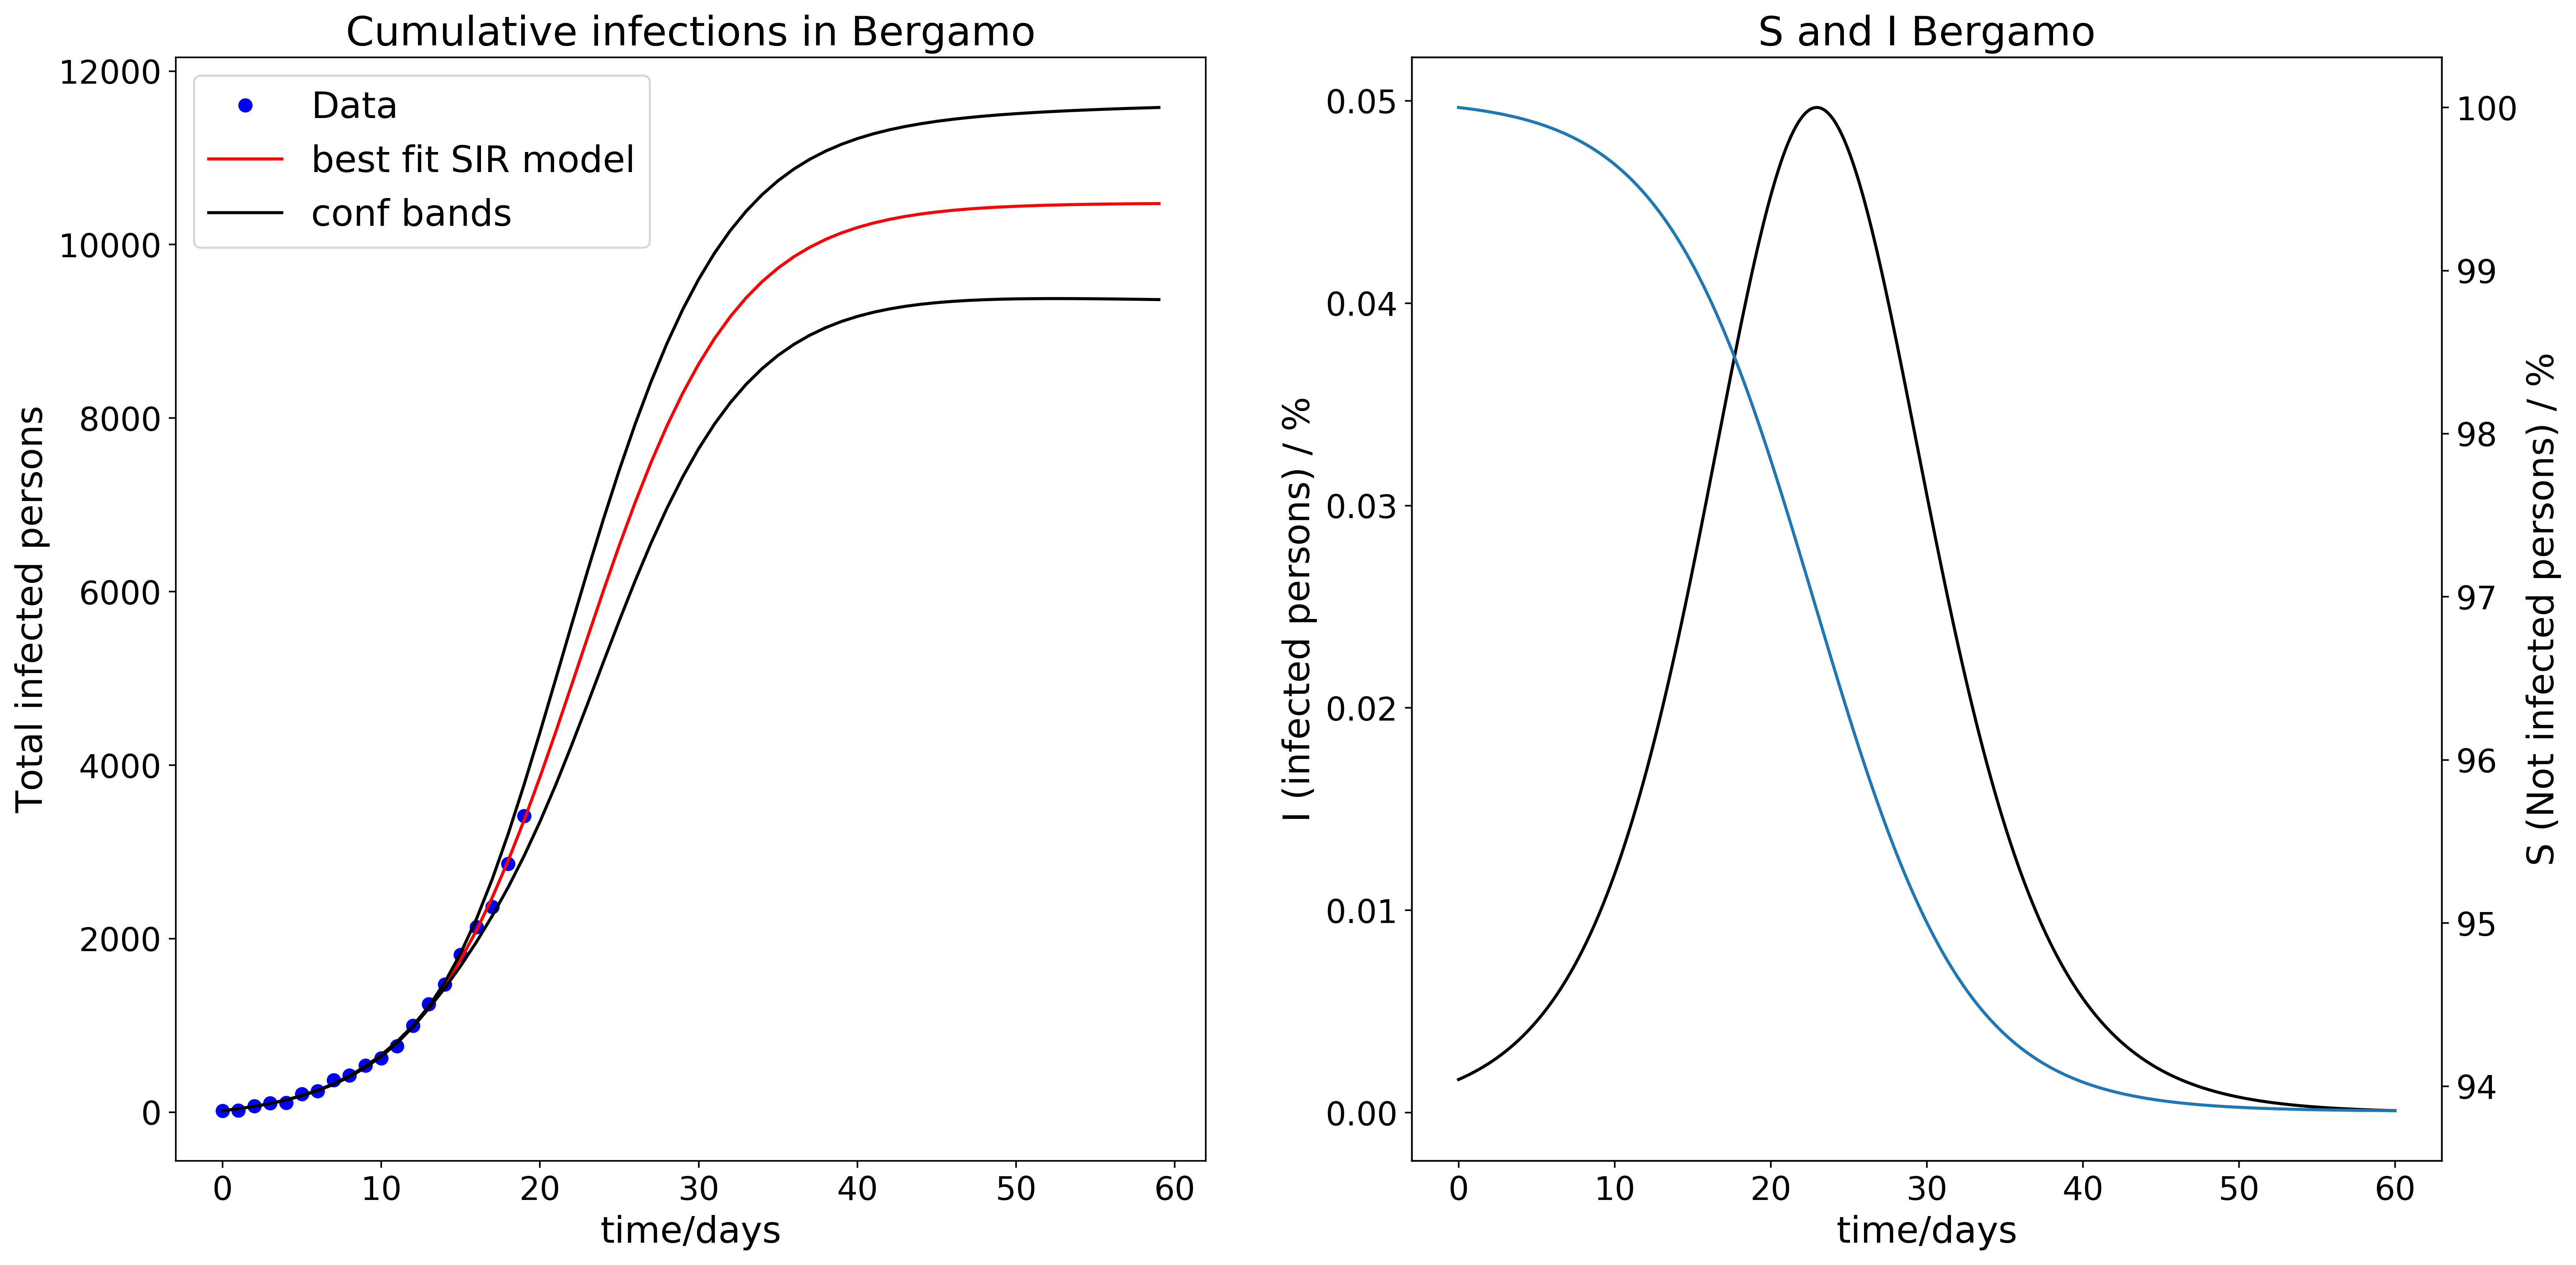 Cumulative infections in Bergamo
12000
10000
8000
6000
4000
2000
0
Total infected persons
Data
best fit SIR model
conf bands
0 10 20 30 40 50 60
time/days
S and I Bergamo
0.05
0.04
0.03
0.02
0.01
0.00
I (infected persons) / %
100
99
98
97
96
95
94
S (Not infected persons) / %
0 10 20 30 40 50 60
time/days